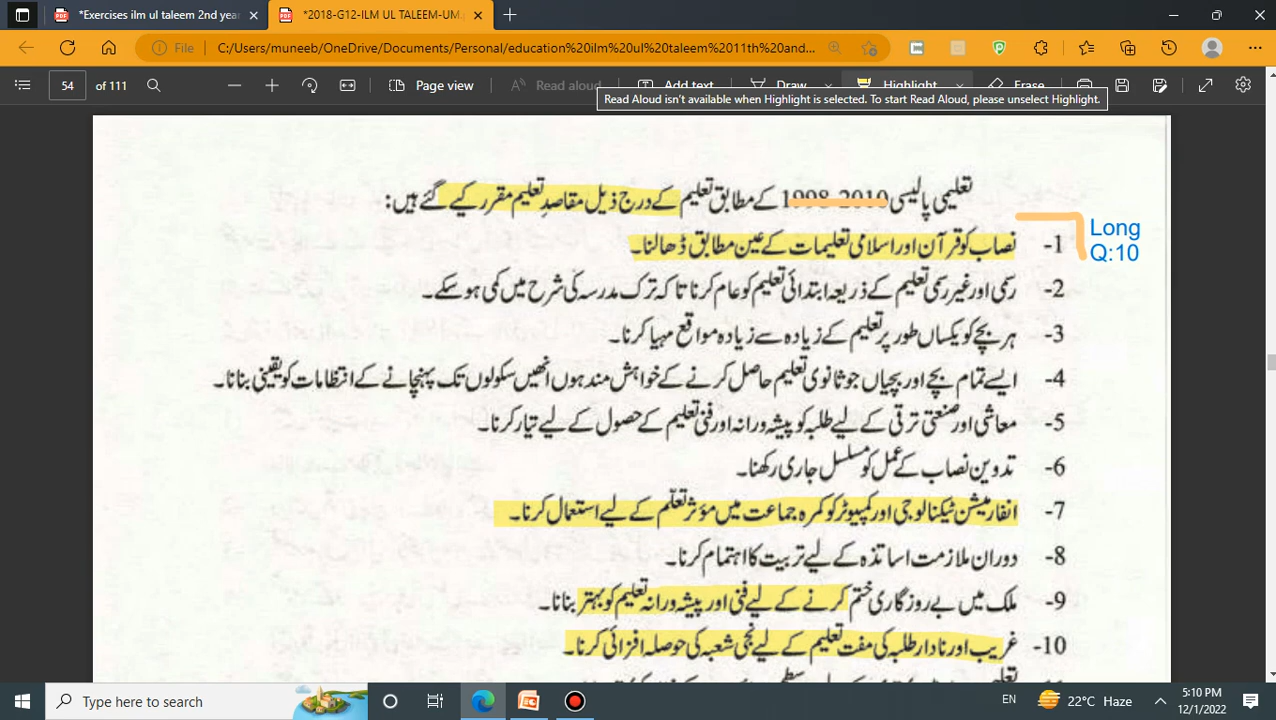 *Exercises ilm ul taleem 2nd yea
*2018-G12-ILM UL TALEEM-UM.p
File
C:/Users/muneeb/OneDrive/Documents/Personal/education%20ilm%20ul%20taleem%2011th%20and...
54 of 111
Page view
Read aloud
Add text
Draw
Highlight
Erase
Read Aloud isn't available when Highlight is selected. To start Read Aloud, please unselect Highlight.
تعلیمی پالیسی 2010-1998 کے مطابق تعلیم کے درج ذیل مقاصدِ تعلیم مقرر کیے گئے ہیں:
Long
Q:10
1- نصاب کو قرآن اور اسلامی تعلیمات کے عین مطابق ڈھالنا۔
2- رسمی اور غیر رسمی تعلیم کے ذریعہ ابتدائی تعلیم کو عام کرنا تاکہ ترک مدرسہ کی شرح میں کمی ہو سکے۔
3- ہر بچے کو یکساں طور پر تعلیم کے زیادہ سے زیادہ مواقع مہیا کرنا۔
4- ایسے تمام بچے اور بچیاں جو ثانوی تعلیم حاصل کرنے کے خواہش مند ہوں انھیں سکولوں تک پہنچانے کے انتظامات کو یقینی بنانا۔
5- معاشی اور صنعتی ترقی کے لیے طلبہ کو پیشہ ورانہ اور فنی تعلیم کے حصول کے لیے تیار کرنا۔
6- تدوین نصاب کے عمل کو مسلسل جاری رکھنا۔
7- انفارمیشن ٹیکنالوجی اور کمپیوٹر کو کمرہ جماعت میں مؤثر تعلّم کے لیے استعمال کرنا۔
8- دوران ملازمت اساتذہ کے لیے تربیت کا اہتمام کرنا۔
9- ملک میں بے روزگاری ختم کرنے کے لیے فنی اور پیشہ ورانہ تعلیم کو بہتر بنانا۔
10- غریب اور نادار طلبہ کی مفت تعلیم کے لیے نجی شعبہ کی حوصلہ افزائی کرنا۔
Type here to search
EN
22°C Haze
5:10 PM
12/1/2022